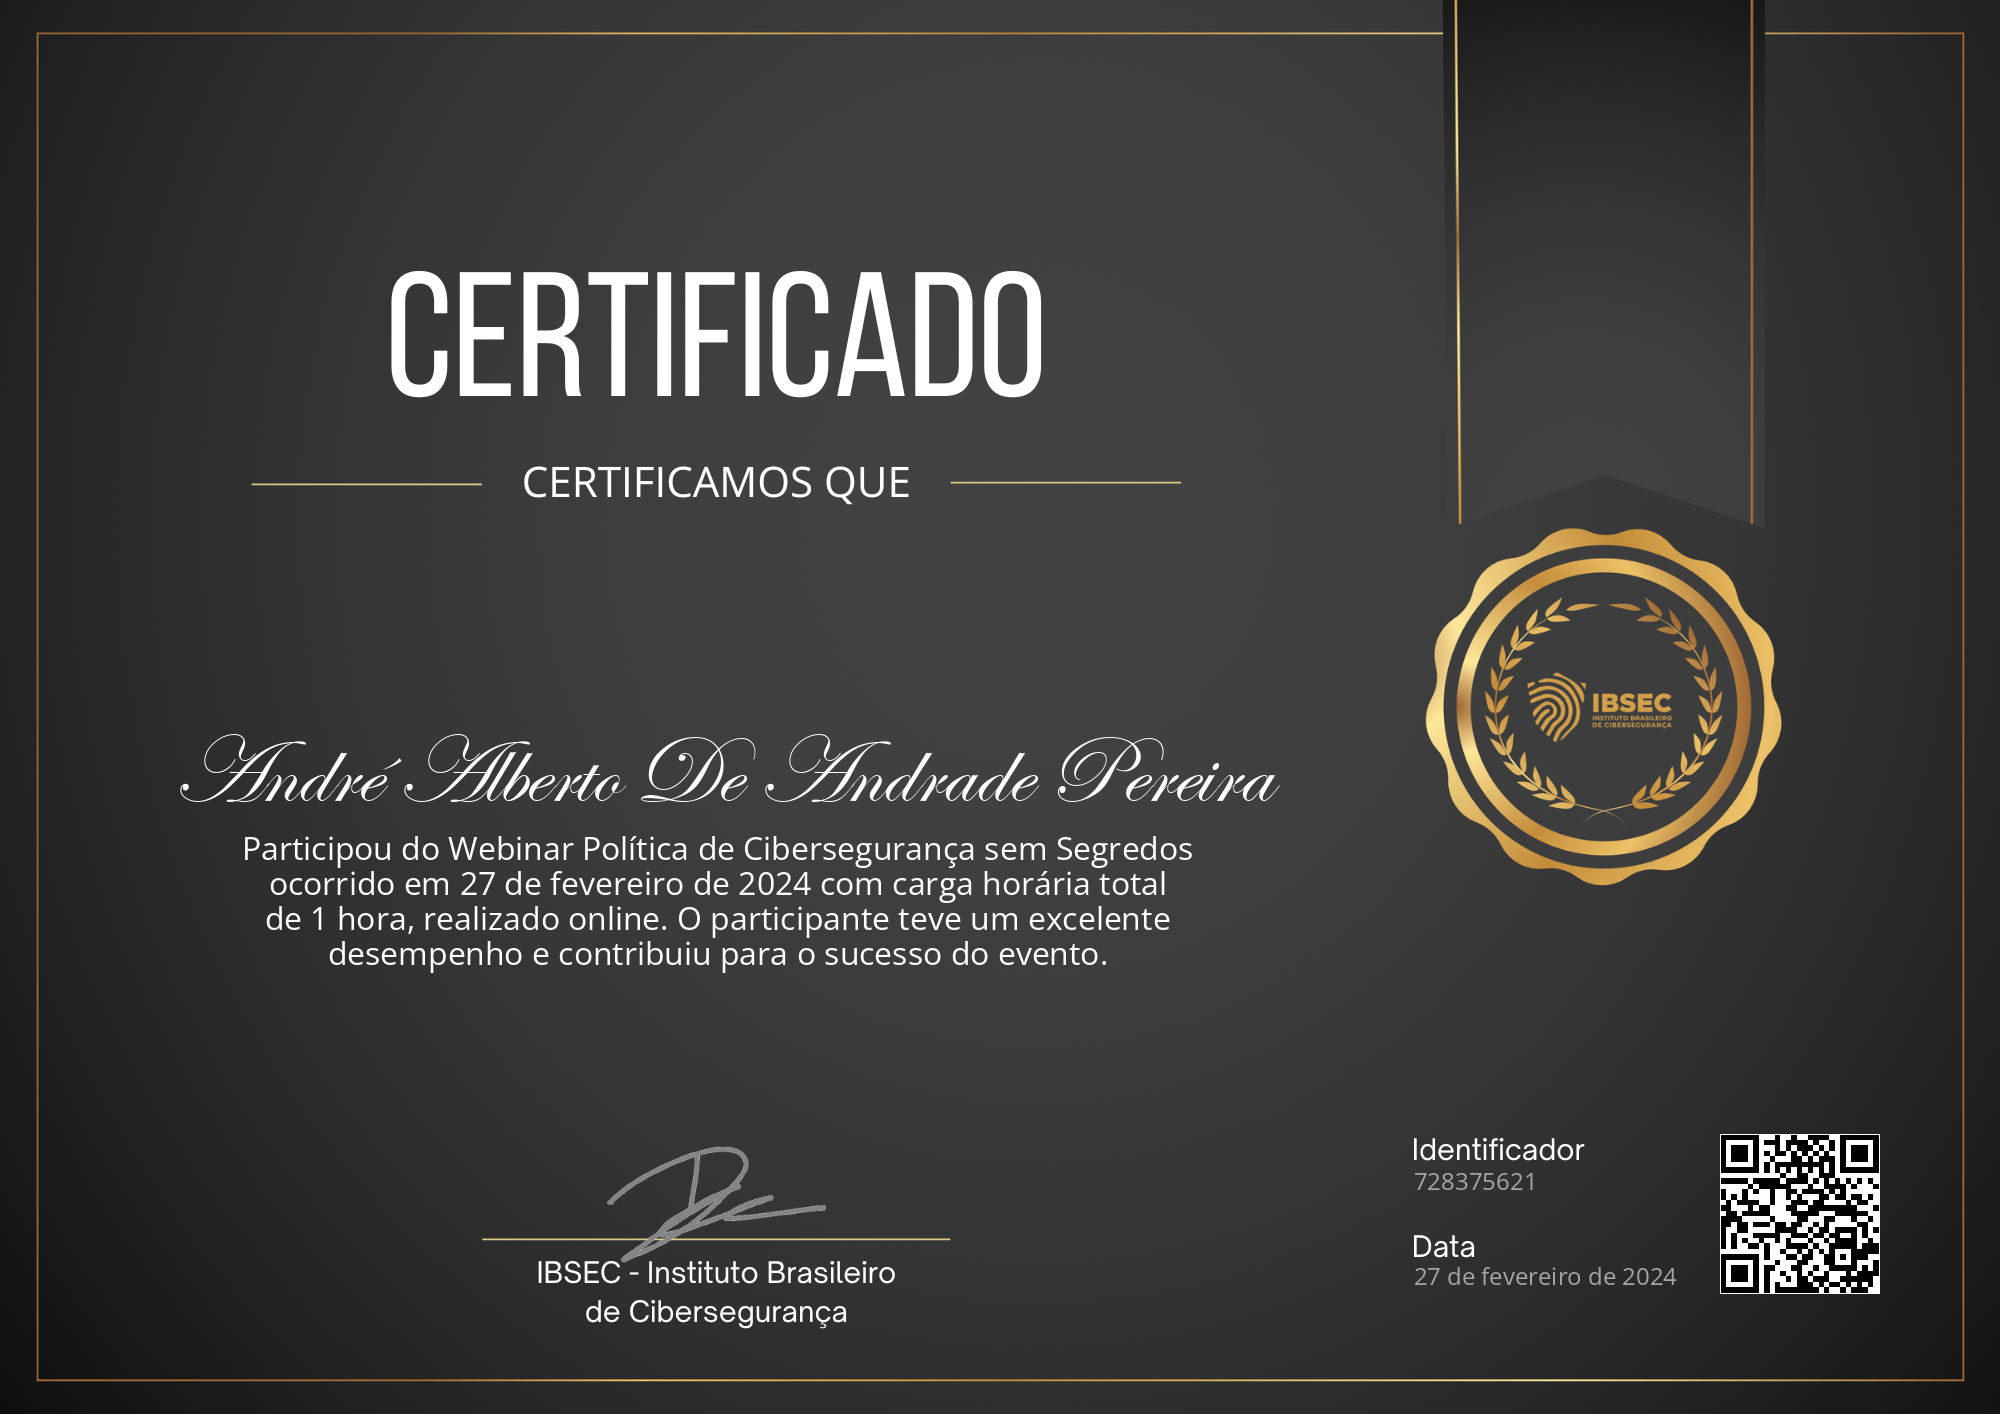 CERTIFICADO
CERTIFICAMOS QUE
André Alberto De Andrade Pereira
Participou do Webinar Política de Cibersegurança sem Segredos
ocorrido em 27 de fevereiro de 2024 com carga horária total
de 1 hora, realizado online. O participante teve um excelente
desempenho e contribuiu para o sucesso do evento.
IBSEC
INSTITUTO BRASILEIRO
DE CIBERSEGURANÇA
IBSEC - Instituto Brasileiro
de Cibersegurança
Identificador
728375621
Data
27 de fevereiro de 2024